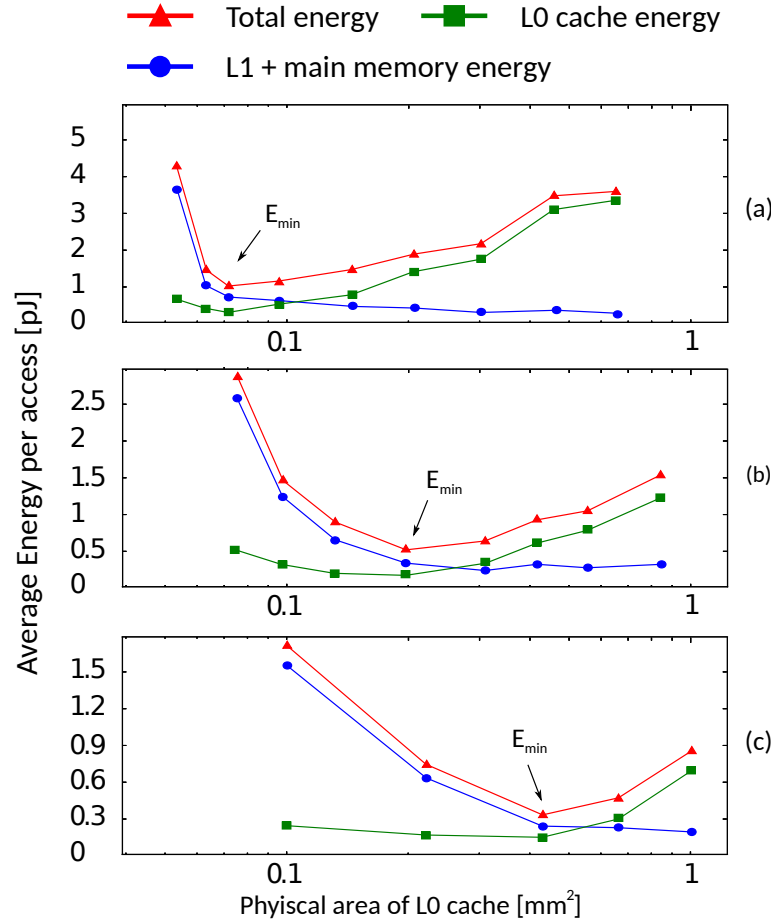 Total energy
L0 cache energy
L1 + main memory energy
Average Energy per access [pJ]
5
4
3
2
1
0
E_min
0.1
1
(a)
2.5
2
1.5
1
0.5
0
E_min
0.1
1
(b)
1.5
1.2
0.9
0.6
0.3
0
E_min
0.1
1
(c)
Phyiscal area of L0 cache [mm²]